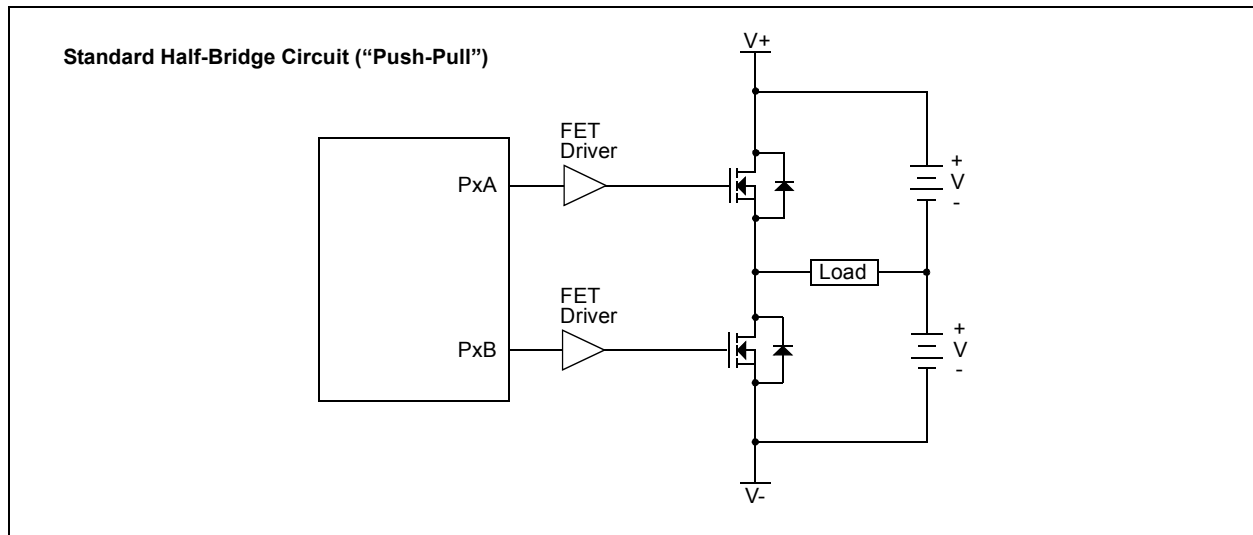 Standard Half-Bridge Circuit (“Push-Pull”)
V+
FET
Driver
PxA
+
V
-
Load
FET
Driver
PxB
+
V
-
V-